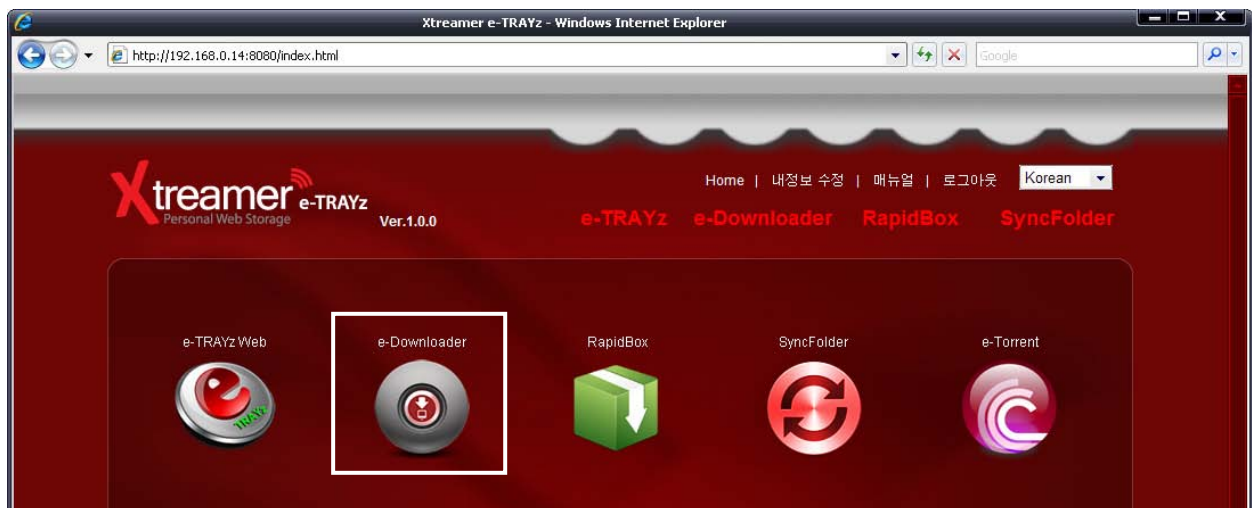 Xtreamer e-TRAYz - Windows Internet Explorer
http://192.168.0.14:8080/index.html
Google
Xtreamer e-TRAYz
Personal Web Storage
Ver.1.0.0
Home | 내정보 수정 | 매뉴얼 | 로그아웃 Korean
e-TRAYz e-Downloader RapidBox SyncFolder
e-TRAYz Web e-Downloader RapidBox SyncFolder e-Torrent
e TRAYz